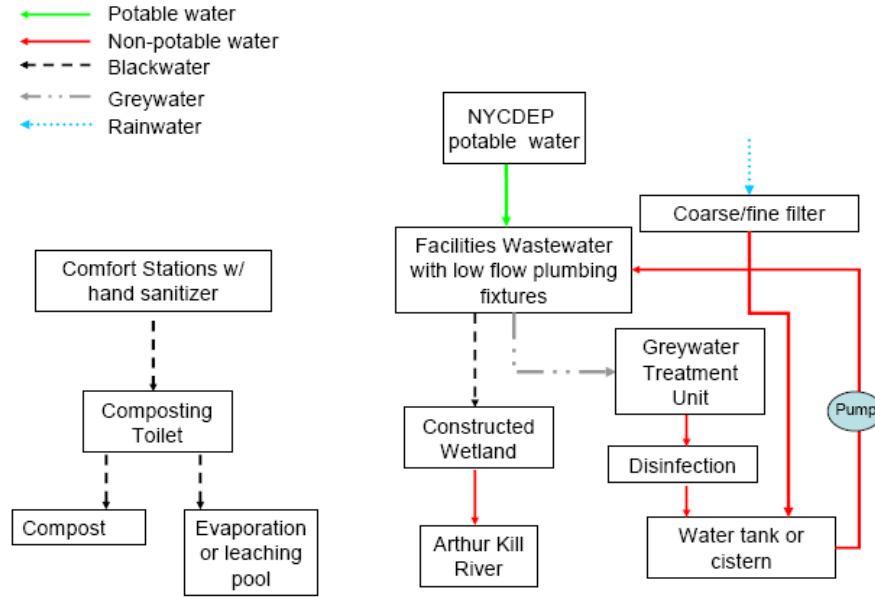 Potable water
Non-potable water
Blackwater
Greywater
Rainwater
NYCDEP
potable water
Coarse/fine filter
Facilities Wastewater
with low flow plumbing
fixtures
Comfort Stations w/
hand sanitizer
Greywater
Treatment
Unit
Composting
Toilet
Pump
Constructed
Wetland
Disinfection
Compost
Evaporation
or leaching
pool
Arthur Kill
River
Water tank or
cistern